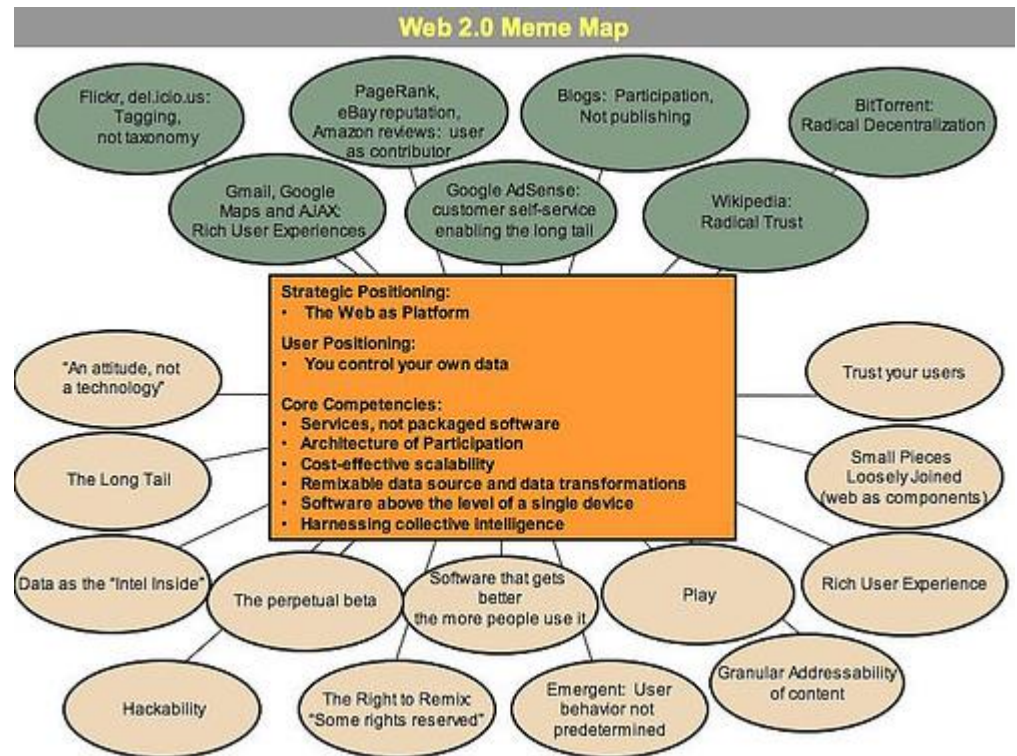 Web 2.0 Meme Map
Flickr, del.icio.us:
Tagging,
not taxonomy
PageRank,
eBay reputation,
Amazon reviews: user
as contributor
Blogs: Participation,
Not publishing
BitTorrent:
Radical Decentralization
Gmail, Google
Maps and AJAX:
Rich User Experiences
Google AdSense:
customer self-service
enabling the long tail
Wikipedia:
Radical Trust
Strategic Positioning:
• The Web as Platform
User Positioning:
• You control your own data
Core Competencies:
• Services, not packaged software
• Architecture of Participation
• Cost-effective scalability
• Remixable data source and data transformations
• Software above the level of a single device
• Harnessing collective intelligence
"An attitude, not
a technology"
Trust your users
The Long Tail
Small Pieces
Loosely Joined
(web as components)
Data as the "Intel Inside"
The perpetual beta
Software that gets
better
the more people use it
Play
Rich User Experience
Hackability
The Right to Remix:
"Some rights reserved"
Emergent: User
behavior not
predetermined
Granular Addressability
of content